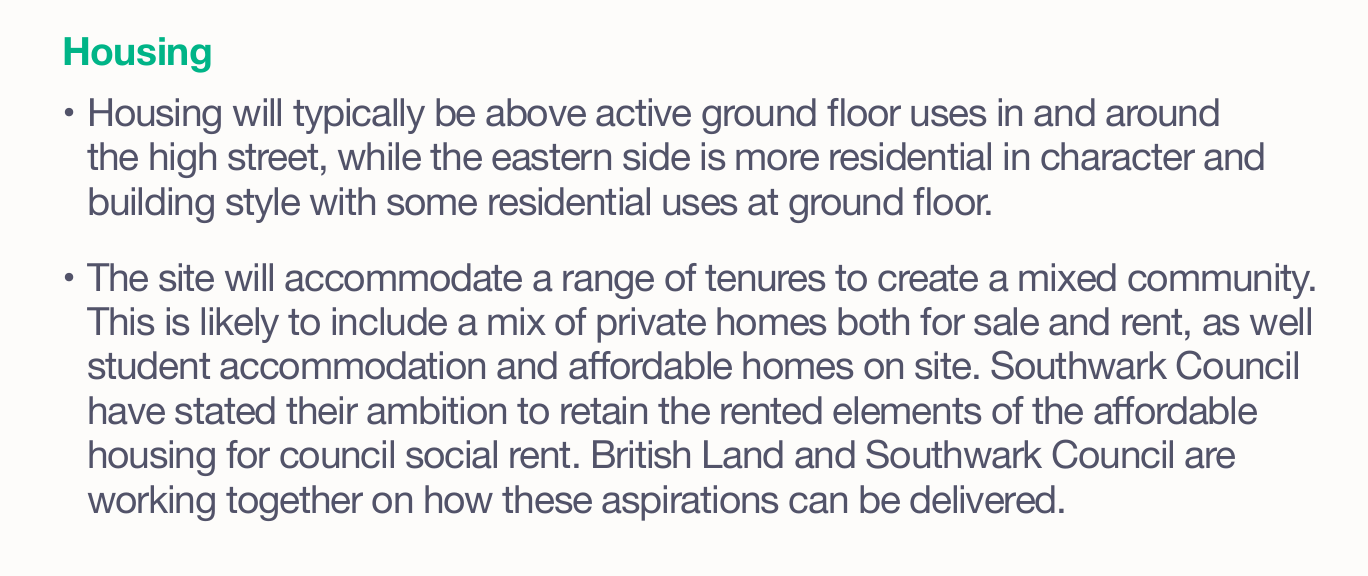 Housing
• Housing will typically be above active ground floor uses in and around
the high street, while the eastern side is more residential in character and
building style with some residential uses at ground floor.
• The site will accommodate a range of tenures to create a mixed community.
This is likely to include a mix of private homes both for sale and rent, as well
student accommodation and affordable homes on site. Southwark Council
have stated their ambition to retain the rented elements of the affordable
housing for council social rent. British Land and Southwark Council are
working together on how these aspirations can be delivered.